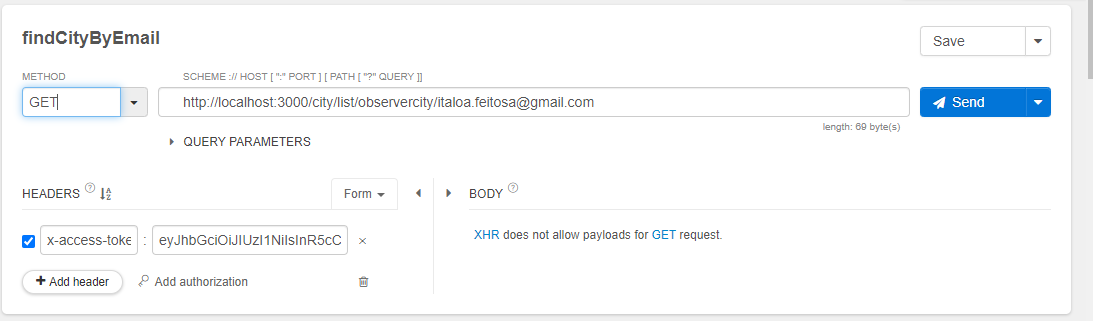 findCityByEmail
Save
METHOD
SCHEME :// HOST [ ":" PORT ] [ PATH [ "?" QUERY ]]
GET
http://localhost:3000/city/list/observercity/italoa.feitosa@gmail.com
Send
length: 69 byte(s)
QUERY PARAMETERS
HEADERS ? A Z
Form
BODY ?
x-access-toke : eyJhbGciOiJIUzI1NiIsInR5cC ×
XHR does not allow payloads for GET request.
+ Add header
Add authorization